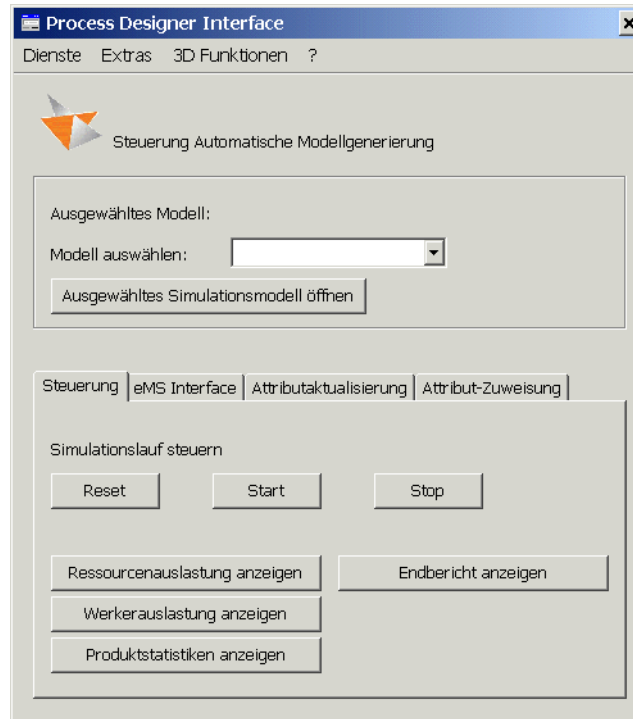 Process Designer Interface
Dienste Extras 3D Funktionen ?
Steuerung Automatische Modellgenerierung
Ausgewähltes Modell:
Modell auswählen:
Ausgewähltes Simulationsmodell öffnen
Steuerung eMS Interface Attributaktualisierung Attribut-Zuweisung
Simulationslauf steuern
Reset Start Stop
Ressourcenauslastung anzeigen Endbericht anzeigen
Werkerauslastung anzeigen
Produktstatistiken anzeigen